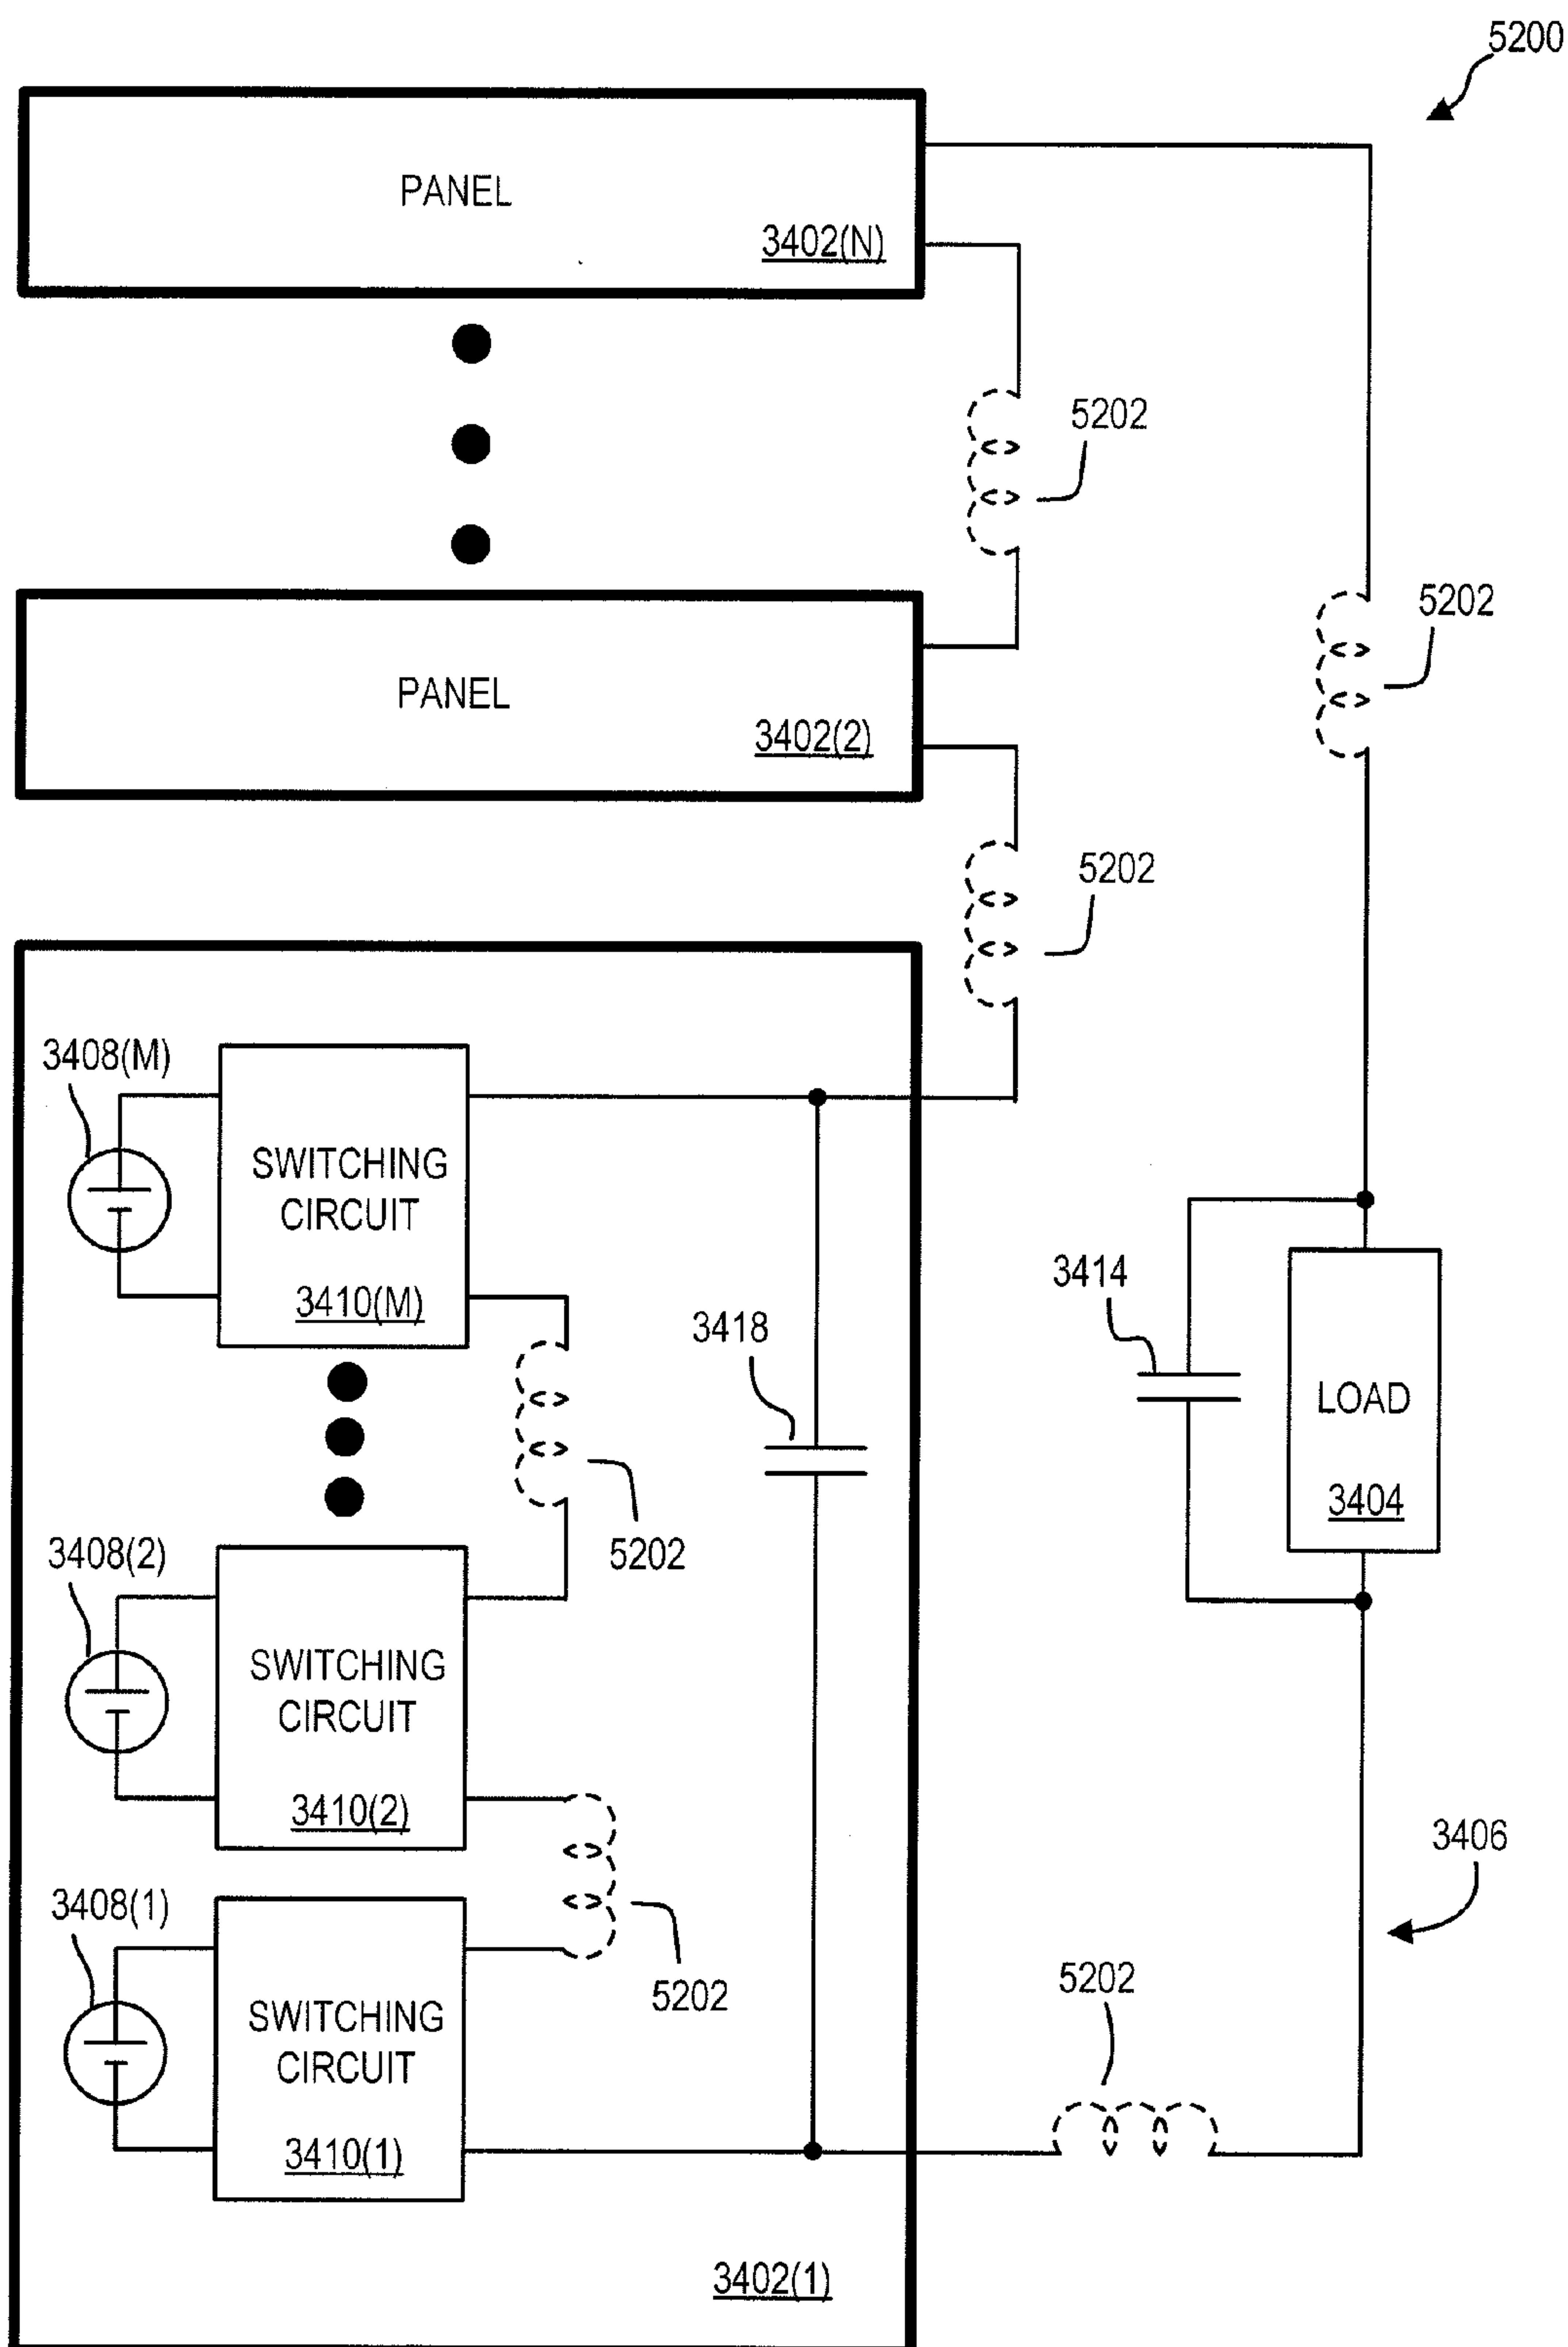 5200
PANEL
3402(N)
5202
5202
PANEL
3402(2)
5202
3408(M)
SWITCHING
CIRCUIT
3410(M)
3418
3414
LOAD
3404
5202
3408(2)
SWITCHING
CIRCUIT
3410(2)
3406
3408(1)
5202
5202
SWITCHING
CIRCUIT
3410(1)
3402(1)